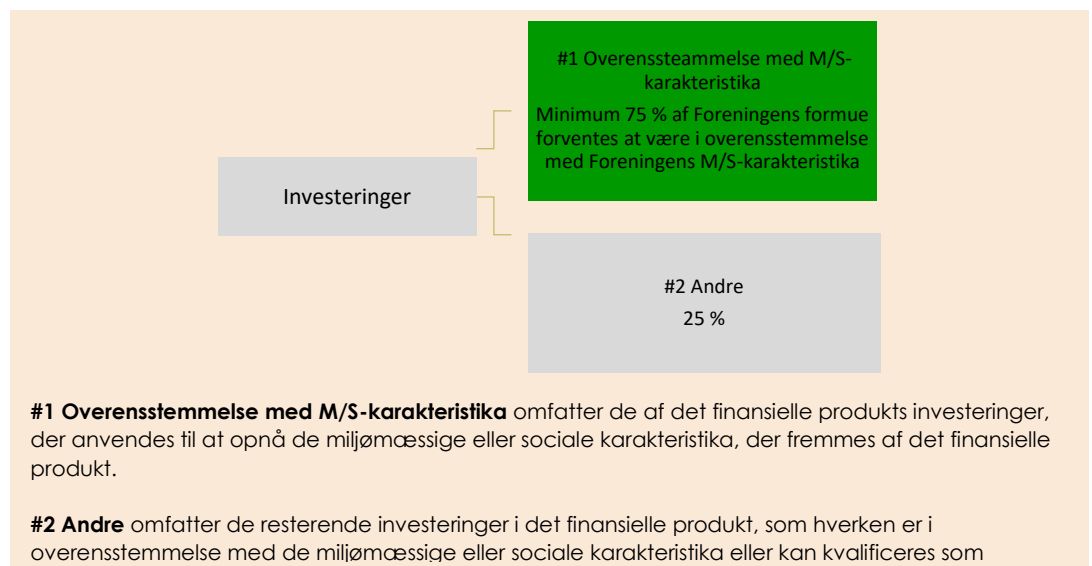 #1 Overenssteammelse med M/S-
karakteristika
Minimum 75 % af Foreningens formue
forventes at være i overensstemmelse
med Foreningens M/S-karakteristika
Investeringer
#2 Andre
25 %
#1 Overensstemmelse med M/S-karakteristika omfatter de af det finansielle produkts investeringer,
der anvendes til at opnå de miljømæssige eller sociale karakteristika, der fremmes af det finansielle
produkt.
#2 Andre omfatter de resterende investeringer i det finansielle produkt, som hverken er i
overensstemmelse med de miljømæssige eller sociale karakteristika eller kan kvalificeres som